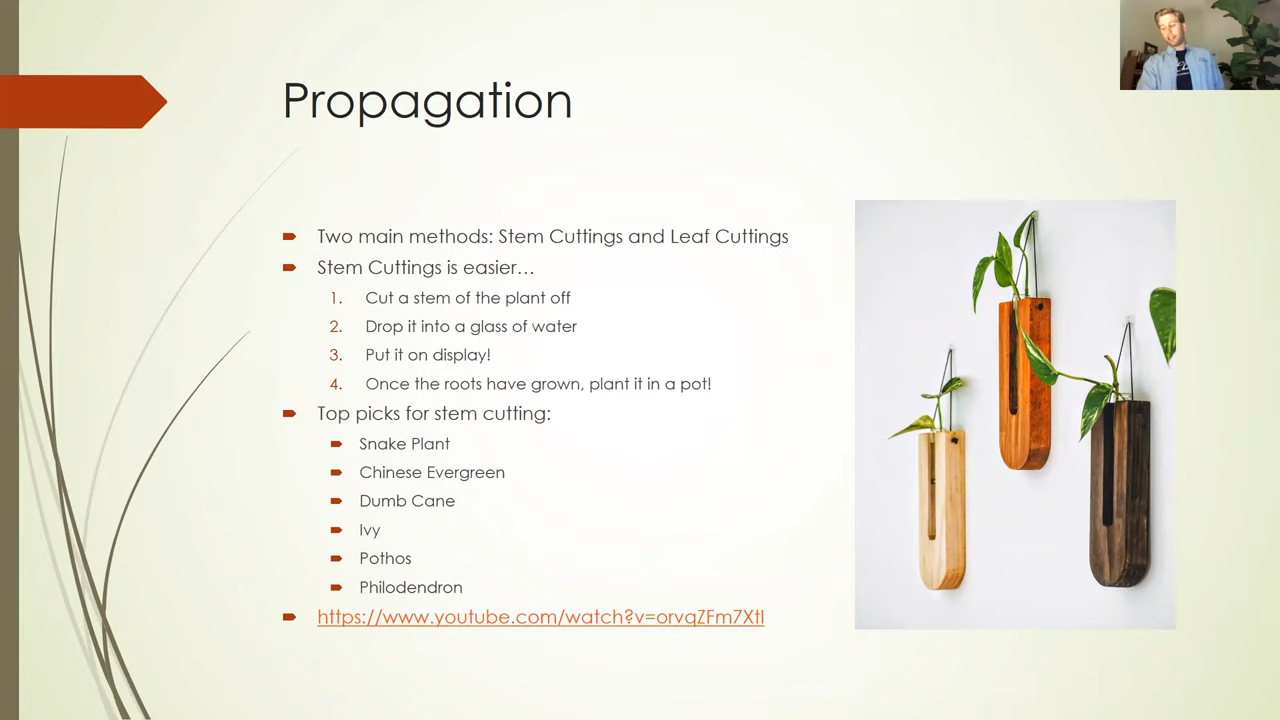 Propagation
Two main methods: Stem Cuttings and Leaf Cuttings
Stem Cuttings is easier…
1. Cut a stem of the plant off
2. Drop it into a glass of water
3. Put it on display!
4. Once the roots have grown, plant it in a pot!
Top picks for stem cutting:
Snake Plant
Chinese Evergreen
Dumb Cane
Ivy
Pothos
Philodendron
https://www.youtube.com/watch?v=orvqZFm7XtI